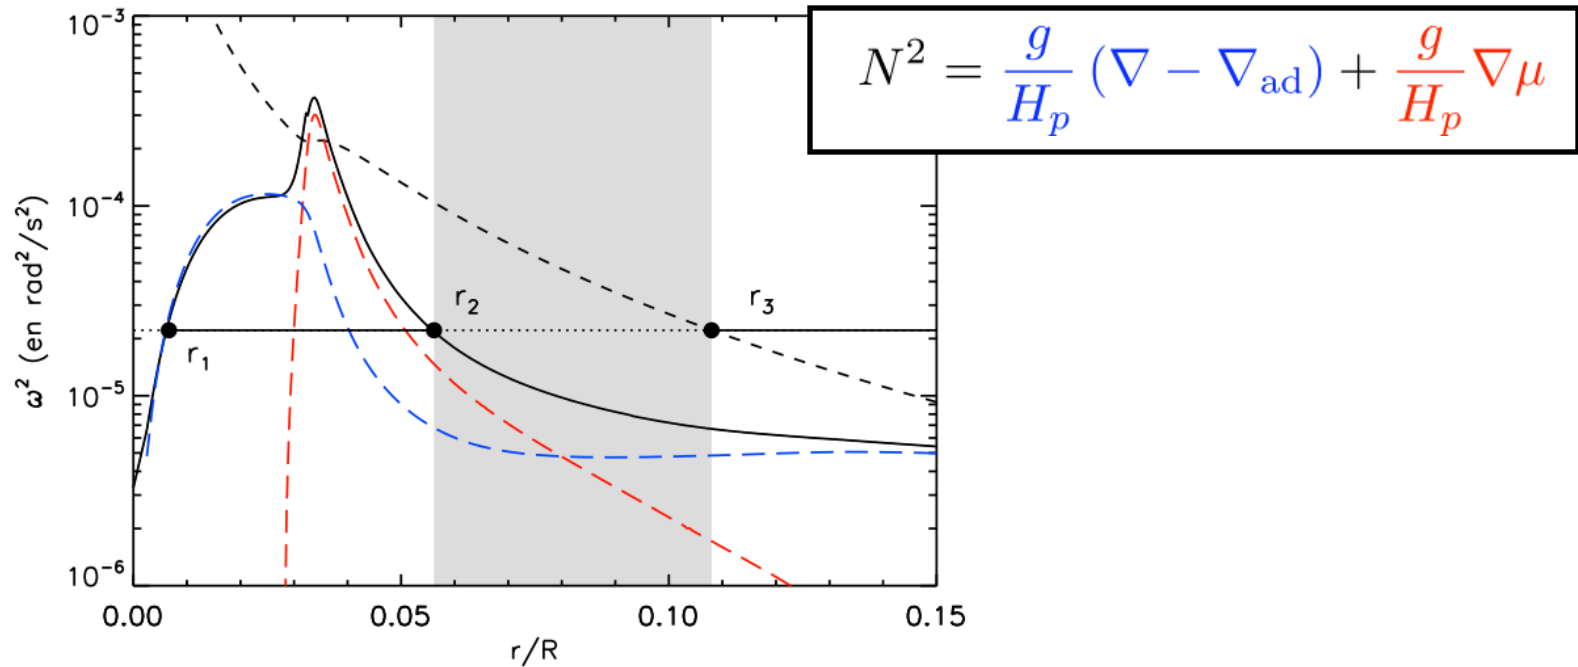 10⁻³
N² = g/H_p (∇ − ∇_ad) + g/H_p ∇μ
10⁻⁴
r₂
r₃
r₁
10⁻⁵
10⁻⁶
ω² (en rad²/s²)
0.00 0.05 0.10 0.15
r/R